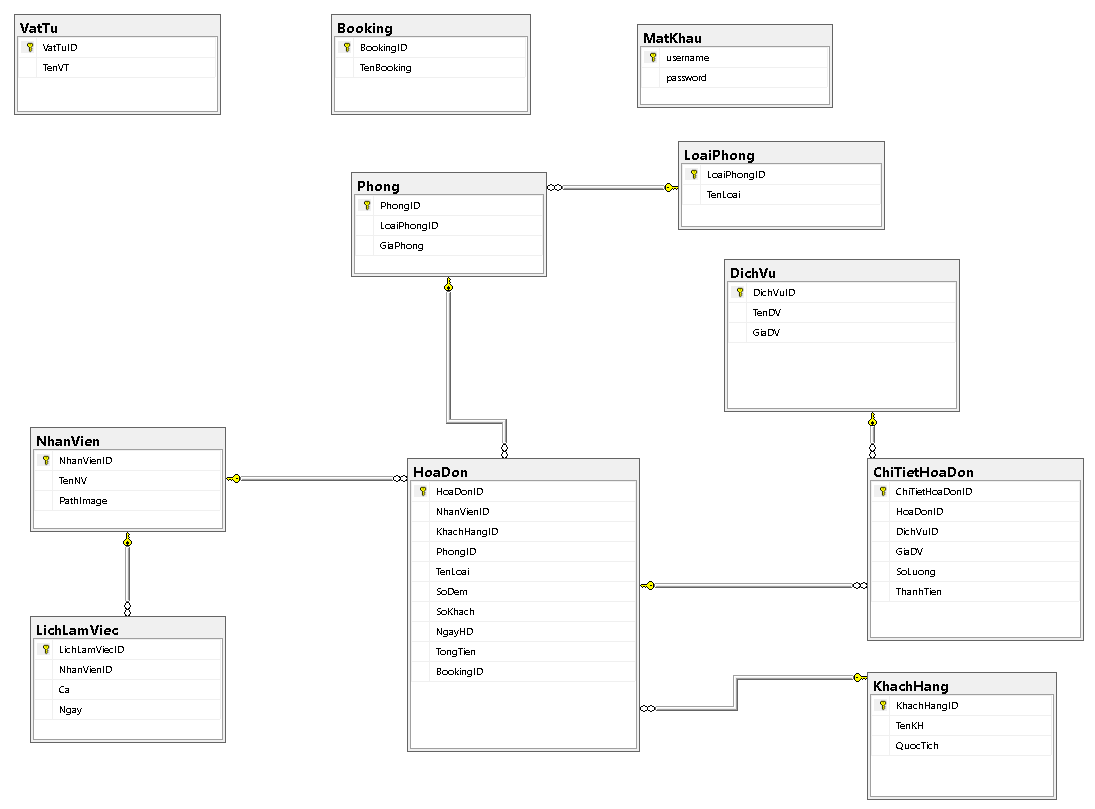 VatTu
VatTuID
TenVT
Booking
BookingID
TenBooking
MatKhau
username
password
LoaiPhong
LoaiPhongID
TenLoai
Phong
PhongID
LoaiPhongID
GiaPhong
DichVu
DichVuID
TenDV
GiaDV
NhanVien
NhanVienID
TenNV
PathImage
HoaDon
HoaDonID
NhanVienID
KhachHangID
PhongID
TenLoai
SoDem
SoKhach
NgayHD
TongTien
BookingID
ChiTietHoaDon
ChiTietHoaDonID
HoaDonID
DichVuID
GiaDV
SoLuong
ThanhTien
LichLamViec
LichLamViecID
NhanVienID
Ca
Ngay
KhachHang
KhachHangID
TenKH
QuocTich